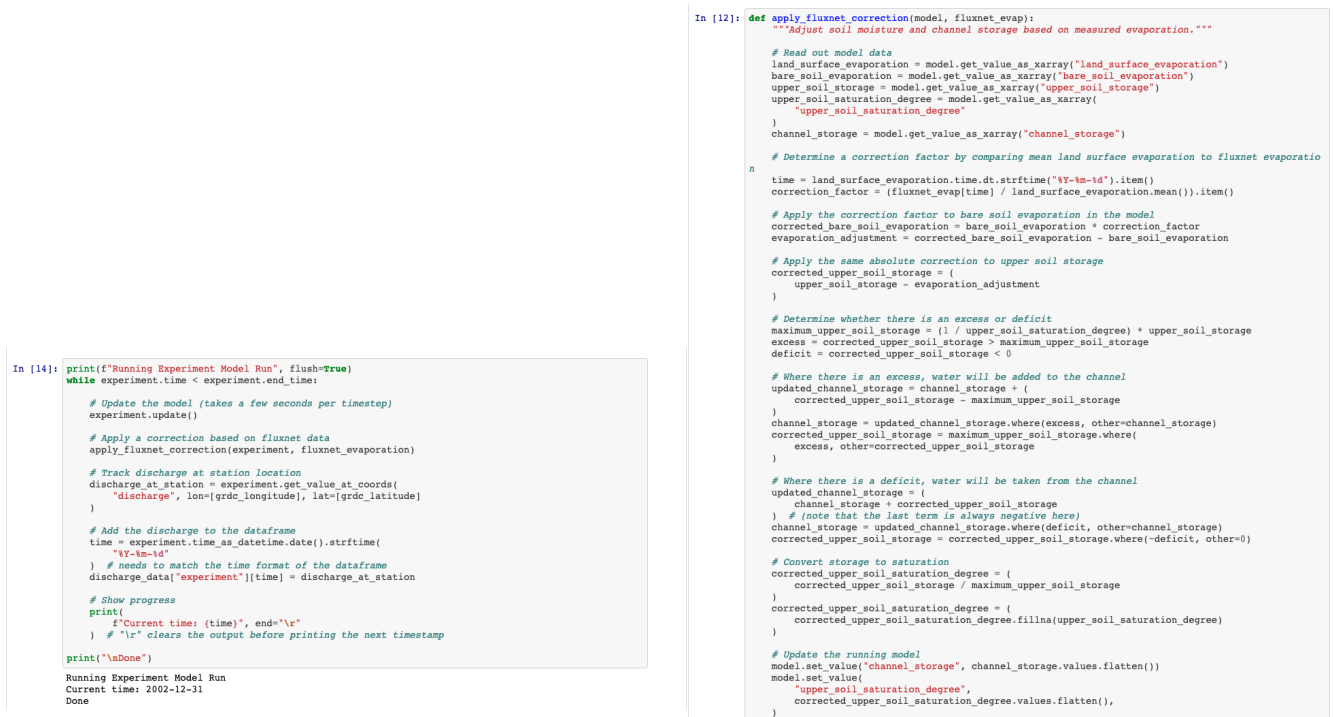 In [14]: print(f"Running Experiment Model Run", flush=True)
while experiment.time < experiment.end_time:

    # Update the model (takes a few seconds per timestep)
    experiment.update()

    # Apply a correction based on fluxnet data
    apply_fluxnet_correction(experiment, fluxnet_evaporation)

    # Track discharge at station location
    discharge_at_station = experiment.get_value_at_coords(
        "discharge", lon=[grdc_longitude], lat=[grdc_latitude]
    )

    # Add the discharge to the dataframe
    time = experiment.time_as_datetime.date().strftime(
        "%Y-%m-%d"
    )  # needs to match the time format of the dataframe
    discharge_data["experiment"][time] = discharge_at_station

    # Show progress
    print(
        f"Current time: {time}", end="\r"
    )  # "\r" clears the output before printing the next timestamp

print("\nDone")
Running Experiment Model Run
Current time: 2002-12-31
Done
In [12]: def apply_fluxnet_correction(model, fluxnet_evap):
    """Adjust soil moisture and channel storage based on measured evaporation."""

    # Read out model data
    land_surface_evaporation = model.get_value_as_xarray("land_surface_evaporation")
    bare_soil_evaporation = model.get_value_as_xarray("bare_soil_evaporation")
    upper_soil_storage = model.get_value_as_xarray("upper_soil_storage")
    upper_soil_saturation_degree = model.get_value_as_xarray(
        "upper_soil_saturation_degree"
    )
    channel_storage = model.get_value_as_xarray("channel_storage")

    # Determine a correction factor by comparing mean land surface evaporation to fluxnet evaporatio
n
    time = land_surface_evaporation.time.dt.strftime("%Y-%m-%d").item()
    correction_factor = (fluxnet_evap[time] / land_surface_evaporation.mean()).item()

    # Apply the correction factor to bare soil evaporation in the model
    corrected_bare_soil_evaporation = bare_soil_evaporation * correction_factor
    evaporation_adjustment = corrected_bare_soil_evaporation - bare_soil_evaporation

    # Apply the same absolute correction to upper soil storage
    corrected_upper_soil_storage = (
        upper_soil_storage - evaporation_adjustment
    )

    # Determine whether there is an excess or deficit
    maximum_upper_soil_storage = (1 / upper_soil_saturation_degree) * upper_soil_storage
    excess = corrected_upper_soil_storage > maximum_upper_soil_storage
    deficit = corrected_upper_soil_storage < 0

    # Where there is an excess, water will be added to the channel
    updated_channel_storage = channel_storage + (
        corrected_upper_soil_storage - maximum_upper_soil_storage
    )
    channel_storage = updated_channel_storage.where(excess, other=channel_storage)
    corrected_upper_soil_storage = maximum_upper_soil_storage.where(
        excess, other=corrected_upper_soil_storage
    )

    # Where there is a deficit, water will be taken from the channel
    updated_channel_storage = (
        channel_storage + corrected_upper_soil_storage
    )  # (note that the last term is always negative here)
    channel_storage = updated_channel_storage.where(deficit, other=channel_storage)
    corrected_upper_soil_storage = corrected_upper_soil_storage.where(~deficit, other=0)

    # Convert storage to saturation
    corrected_upper_soil_saturation_degree = (
        corrected_upper_soil_storage / maximum_upper_soil_storage
    )
    corrected_upper_soil_saturation_degree = (
        corrected_upper_soil_saturation_degree.fillna(upper_soil_saturation_degree)
    )

    # Update the running model
    model.set_value("channel_storage", channel_storage.values.flatten())
    model.set_value(
        "upper_soil_saturation_degree",
        corrected_upper_soil_saturation_degree.values.flatten(),
    )